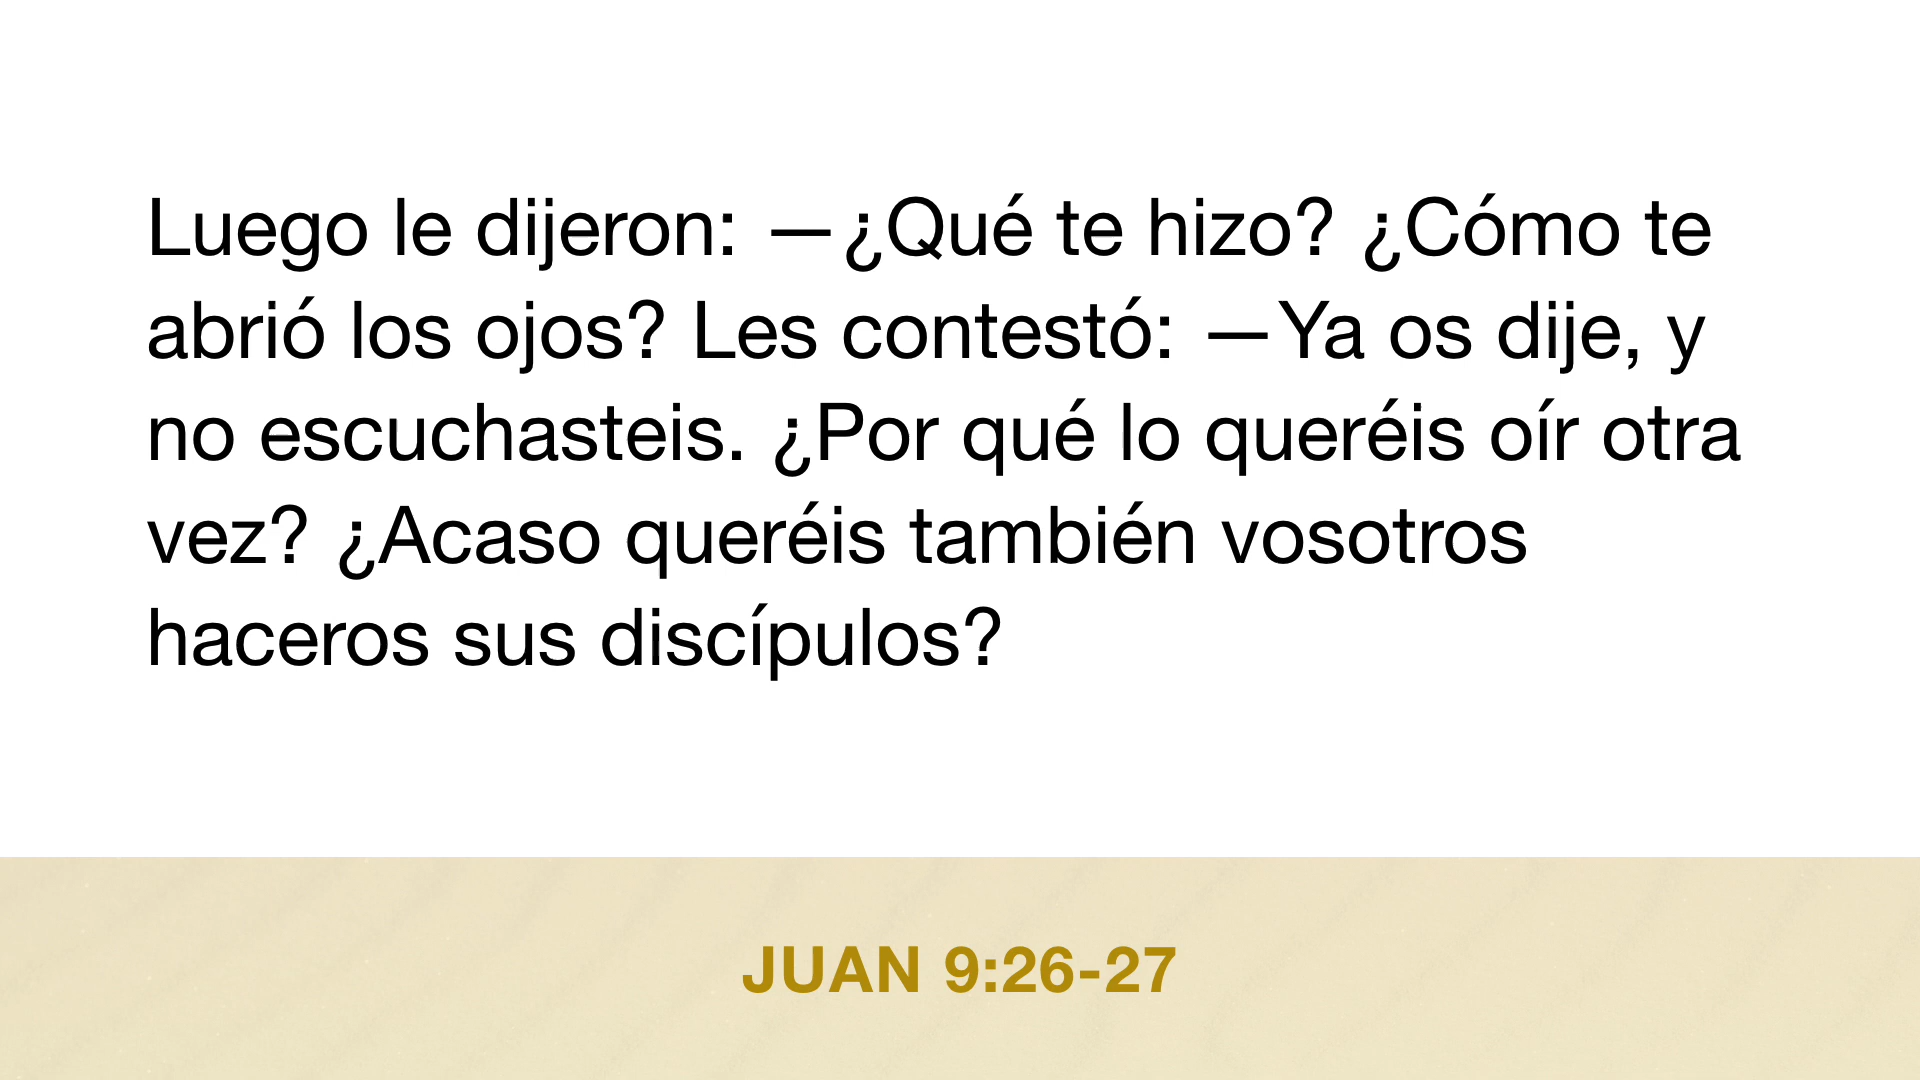 Luego le dijeron: —¿Qué te hizo? ¿Cómo te
abrió los ojos? Les contestó: —Ya os dije, y
no escuchasteis. ¿Por qué lo queréis oír otra
vez? ¿Acaso queréis también vosotros
haceros sus discípulos?
JUAN 9:26-27